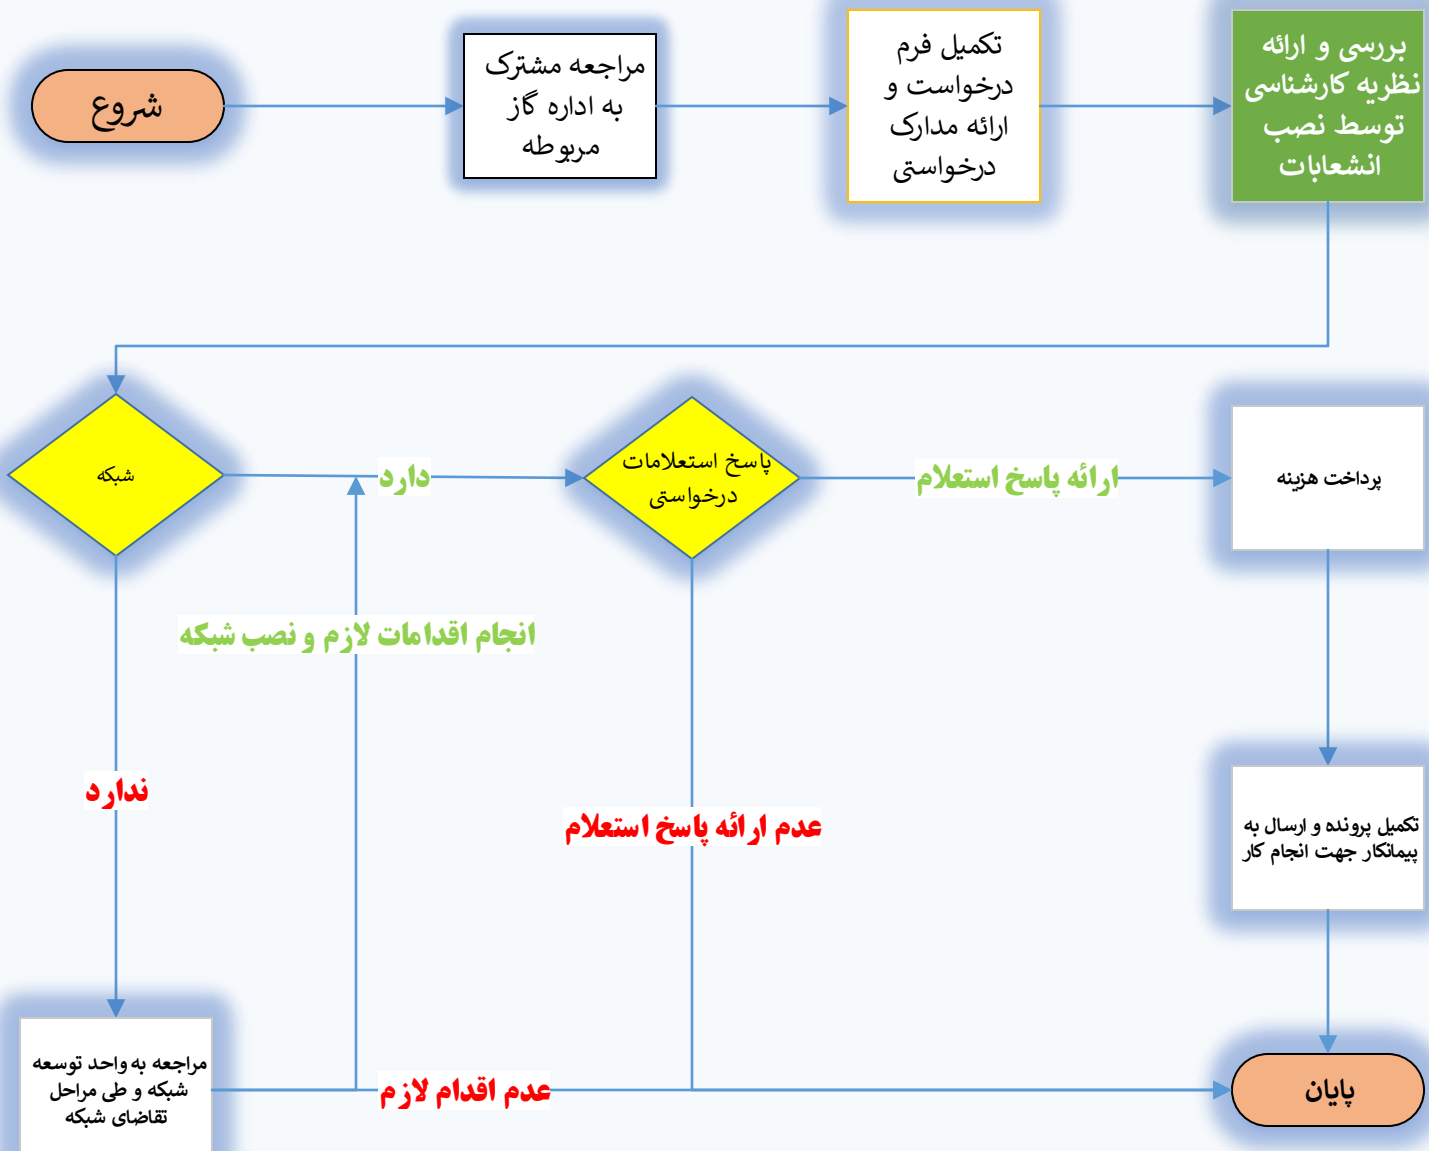 شروع
مراجعه مشترک
به اداره گاز
مربوطه
تکمیل فرم
درخواست و
ارائه مدارک
درخواستی
بررسی و ارائه
نظریه کارشناسی
توسط نصب
انشعابات
شبکه
دارد
پاسخ استعلامات
درخواستی
ارائه پاسخ استعلام
پرداخت هزینه
انجام اقدامات لازم و نصب شبکه
ندارد
عدم ارائه پاسخ استعلام
تکمیل پرونده و ارسال به
پیمانکار جهت انجام کار
مراجعه به واحد توسعه
شبکه و طی مراحل
تقاضای شبکه
عدم اقدام لازم
پایان